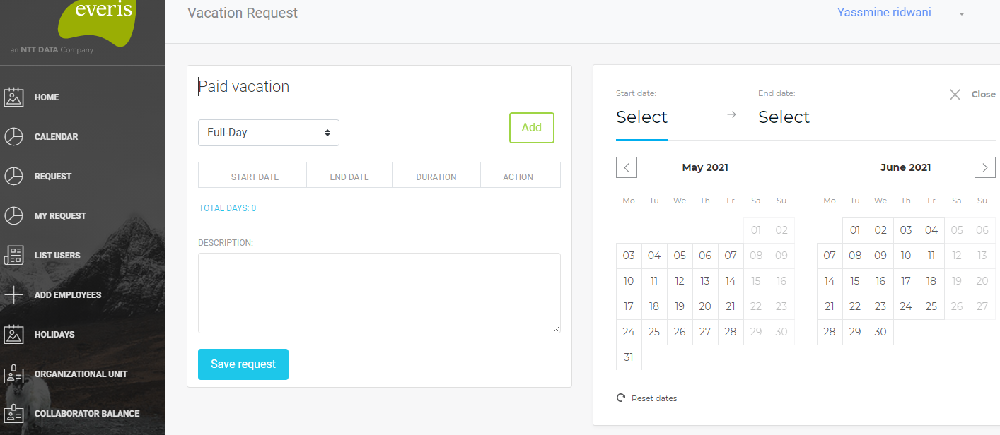 everis
an NTT DATA Company
HOME
CALENDAR
REQUEST
MY REQUEST
LIST USERS
ADD EMPLOYEES
HOLIDAYS
ORGANIZATIONAL UNIT
COLLABORATOR BALANCE
Vacation Request
Yassmine ridwani
Paid vacation
Full-Day
Add
START DATE END DATE DURATION ACTION
TOTAL DAYS: 0
DESCRIPTION:
Save request
Start date: End date:
Select Select
Close
May 2021
Mo Tu We Th Fr Sa Su
01 02
03 04 05 06 07 08 09
10 11 12 13 14 15 16
17 18 19 20 21 22 23
24 25 26 27 28 29 30
31
June 2021
Mo Tu We Th Fr Sa Su
01 02 03 04 05 06
07 08 09 10 11 12 13
14 15 16 17 18 19 20
21 22 23 24 25 26 27
28 29 30
Reset dates